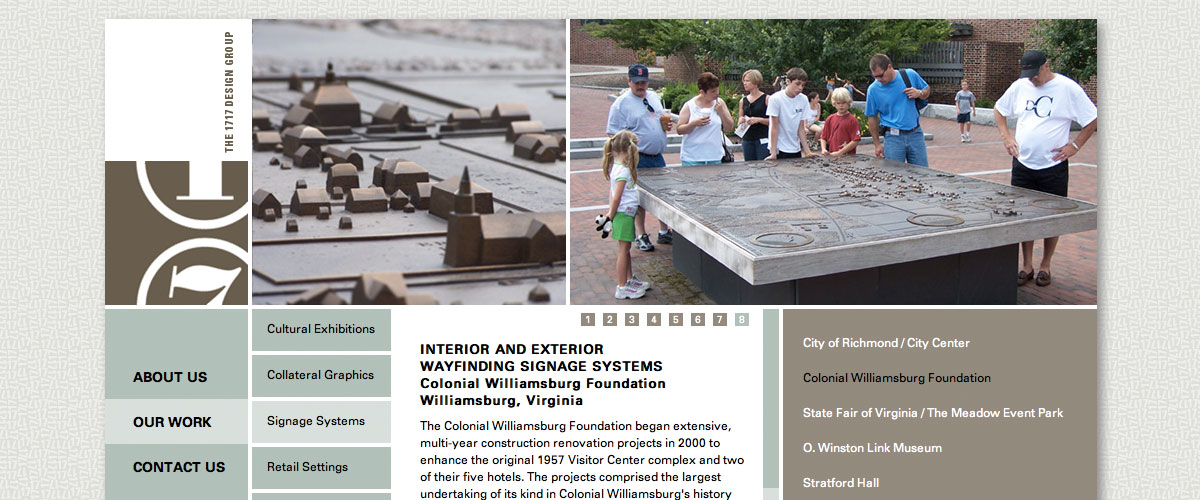 THE 1717 DESIGN GROUP
1
7
1 2 3 4 5 6 7 8
ABOUT US
OUR WORK
CONTACT US
Cultural Exhibitions
Collateral Graphics
Signage Systems
Retail Settings
INTERIOR AND EXTERIOR
WAYFINDING SIGNAGE SYSTEMS
Colonial Williamsburg Foundation
Williamsburg, Virginia
The Colonial Williamsburg Foundation began extensive,
multi-year construction renovation projects in 2000 to
enhance the original 1957 Visitor Center complex and two
of their five hotels. The projects comprised the largest
undertaking of its kind in Colonial Williamsburg's history
City of Richmond / City Center
Colonial Williamsburg Foundation
State Fair of Virginia / The Meadow Event Park
O. Winston Link Museum
Stratford Hall